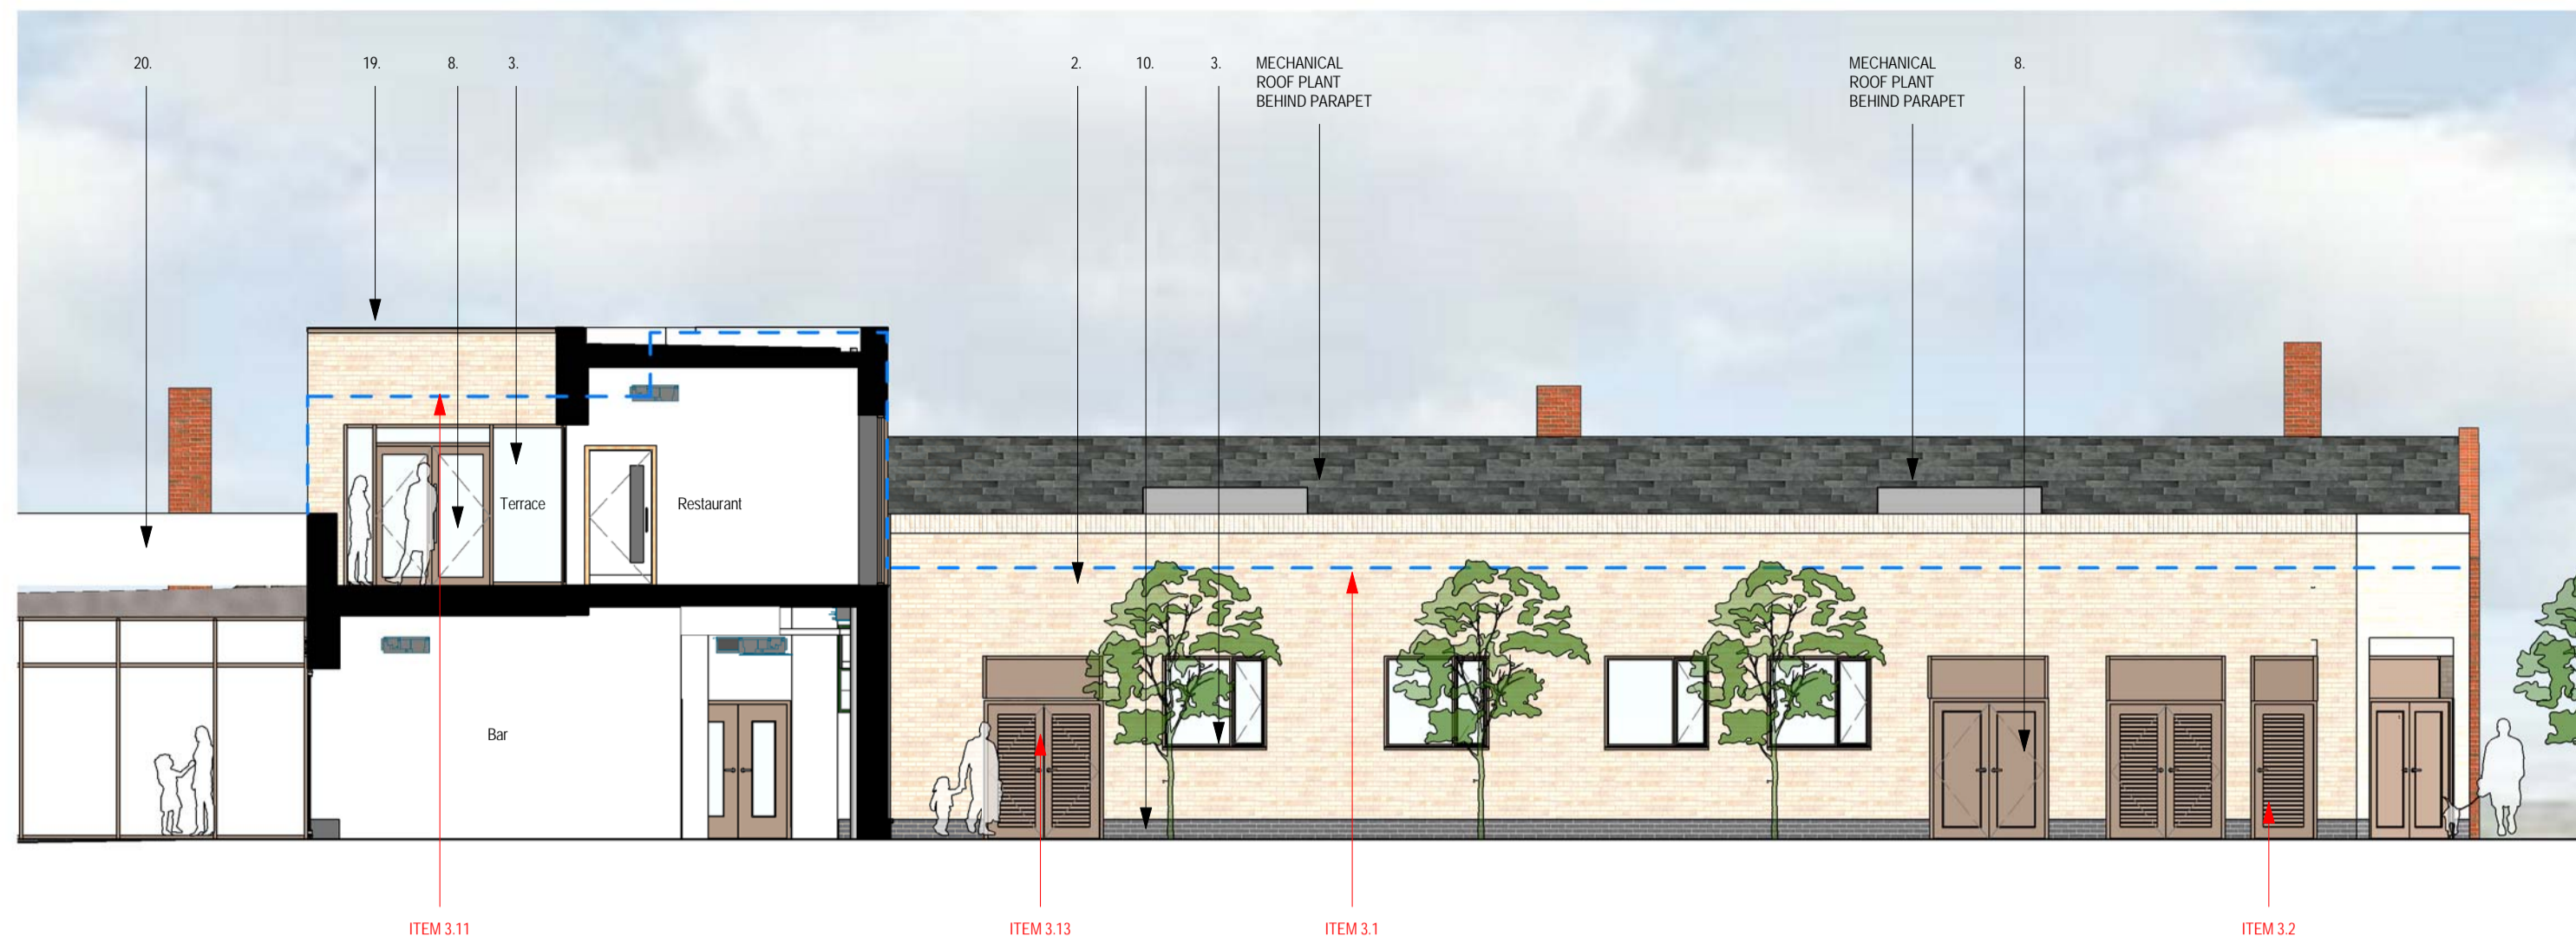 20.
19.
8.
3.
2.
10.
3.
MECHANICAL
ROOF PLANT
BEHIND PARAPET
MECHANICAL
ROOF PLANT
BEHIND PARAPET
8.
Terrace
Restaurant
Bar
ITEM 3.11
ITEM 3.13
ITEM 3.1
ITEM 3.2